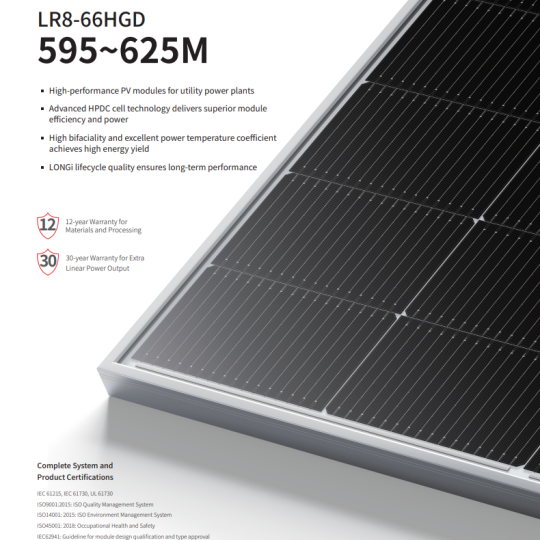 LR8-66HGD
595~625M
▪ High-performance PV modules for utility power plants
▪ Advanced HPDC cell technology delivers superior module
efficiency and power
▪ High bifaciality and excellent power temperature coefficient
achieves high energy yield
▪ LONGi lifecycle quality ensures long-term performance
12
12-year Warranty for
Materials and Processing
30
30-year Warranty for Extra
Linear Power Output
Complete System and
Product Certifications
IEC 61215, IEC 61730, UL 61730
ISO9001:2015: ISO Quality Management System
ISO14001: 2015: ISO Environment Management System
ISO45001: 2018: Occupational Health and Safety
IEC62941: Guideline for module design qualification and type approval